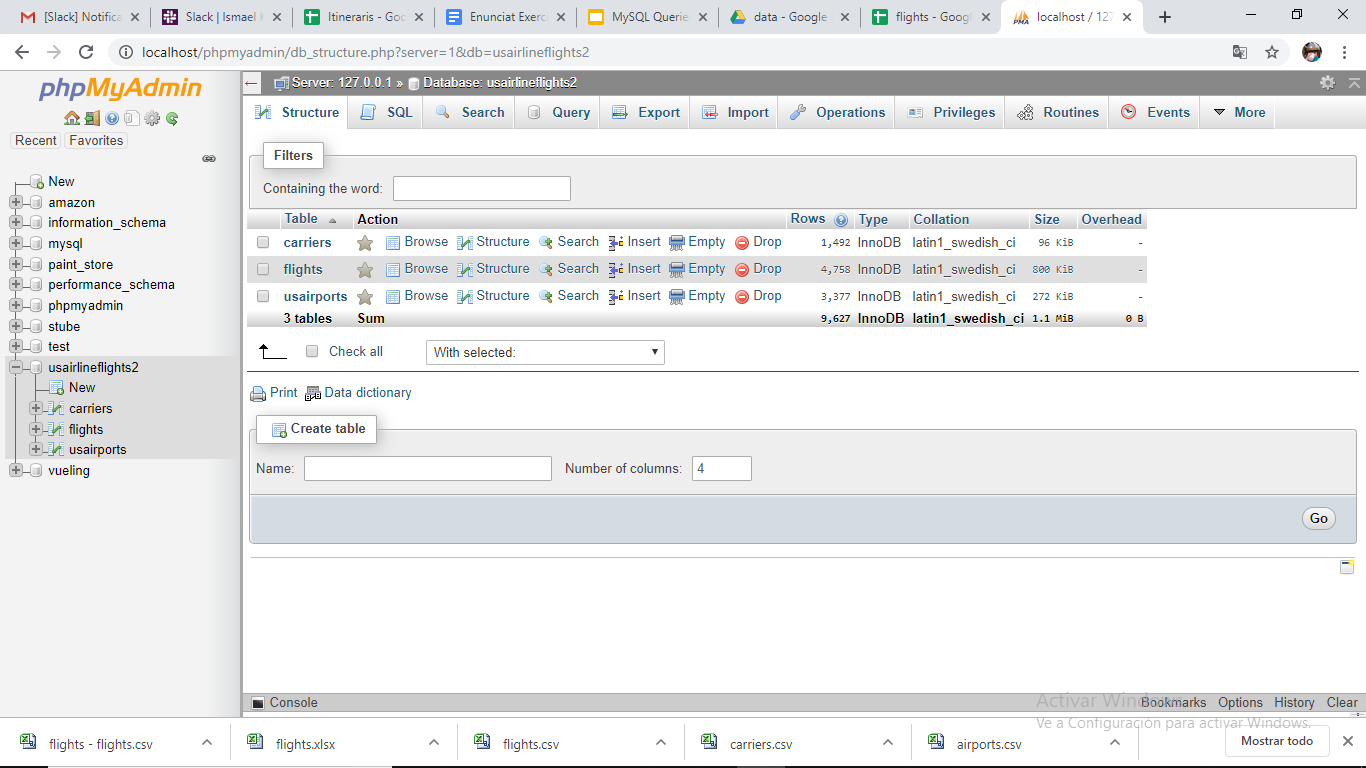 [Slack] Notifica
Slack | Ismael
Itineraris - Goo
Enunciat Exerci
MySQL Querie
data - Google
flights - Goog
localhost / 127
localhost/phpmyadmin/db_structure.php?server=1&db=usairlineflights2
phpMyAdmin
Recent Favorites
New
amazon
information_schema
mysql
paint_store
performance_schema
phpmyadmin
stube
test
usairlineflights2
New
carriers
flights
usairports
vueling
Server: 127.0.0.1 » Database: usairlineflights2
Structure SQL Search Query Export Import Operations Privileges Routines Events More
Filters
Containing the word:
Table Action Rows Type Collation Size Overhead
carriers Browse Structure Search Insert Empty Drop 1,492 InnoDB latin1_swedish_ci 96 KiB -
flights Browse Structure Search Insert Empty Drop 4,758 InnoDB latin1_swedish_ci 800 KiB -
usairports Browse Structure Search Insert Empty Drop 3,377 InnoDB latin1_swedish_ci 272 KiB -
3 tables Sum 9,627 InnoDB latin1_swedish_ci 1.1 MiB 0 B
Check all With selected:
Print Data dictionary
Create table
Name: Number of columns: 4
Go
Console Bookmarks Options History Clear
Activar Windows
Ve a Configuración para activar Windows.
flights - flights.csv
flights.xlsx
flights.csv
carriers.csv
airports.csv
Mostrar todo